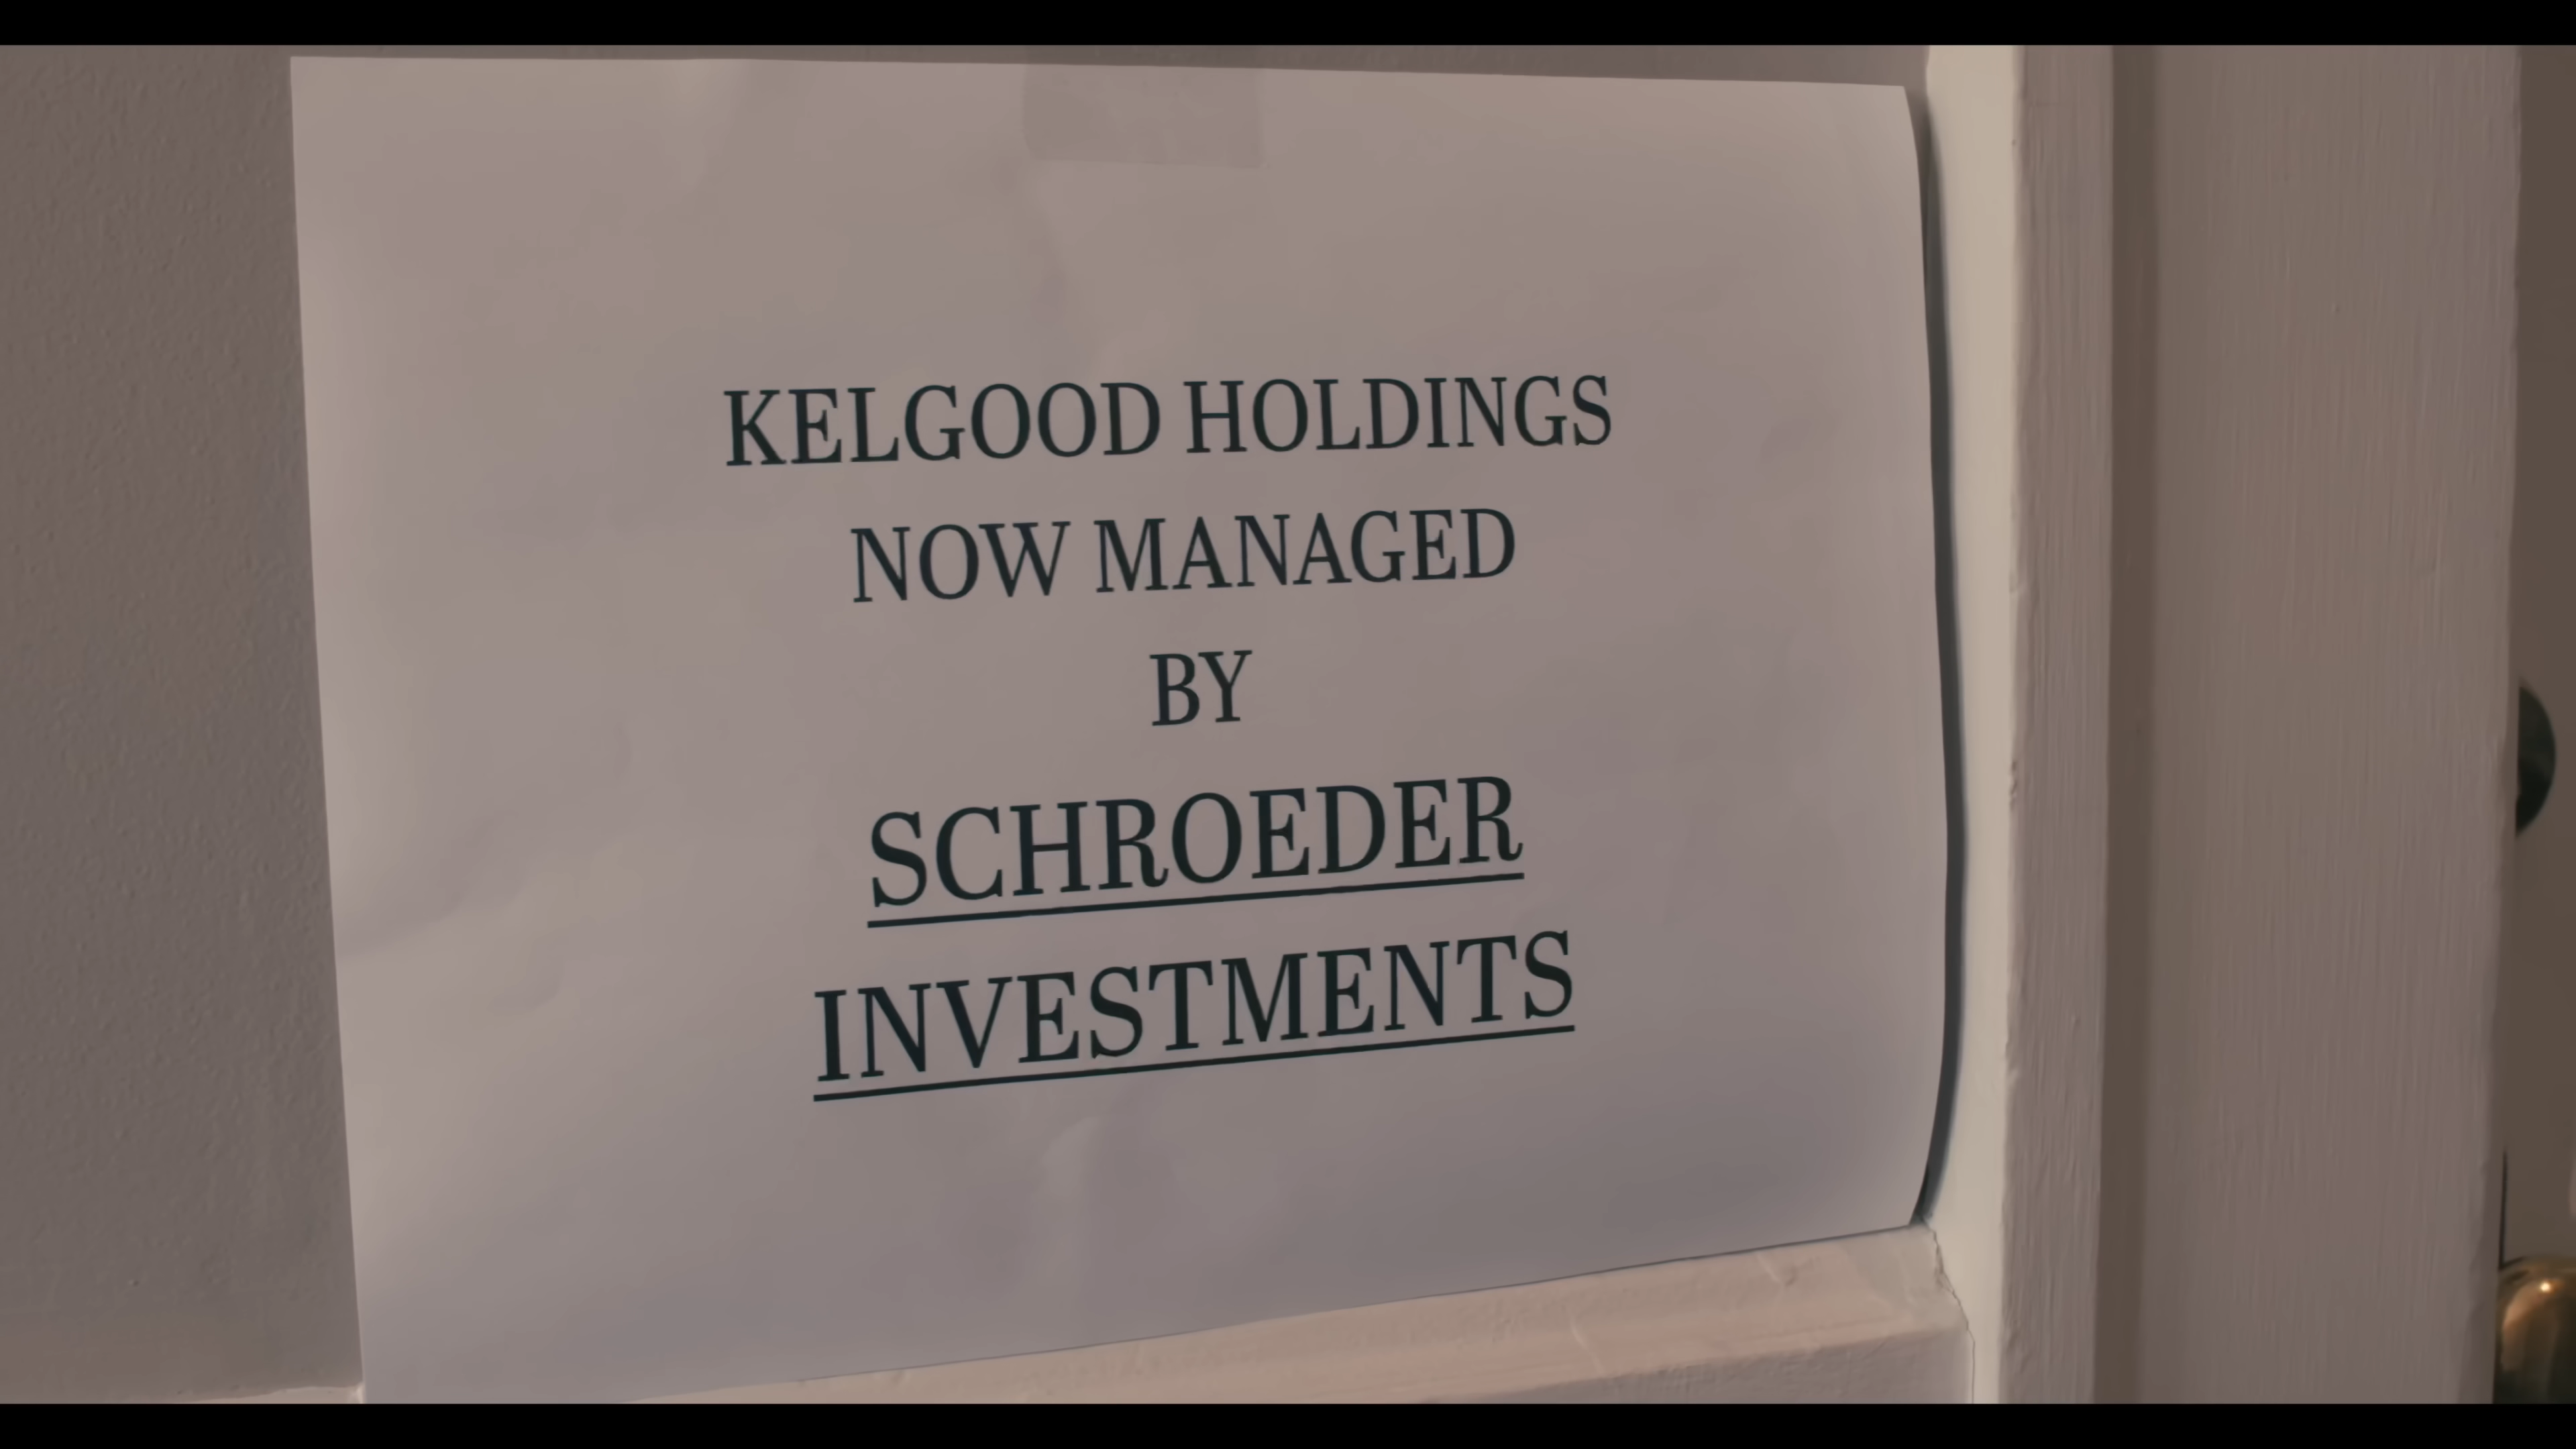 KELGOOD HOLDINGS
NOW MANAGED
BY
SCHROEDER
INVESTMENTS